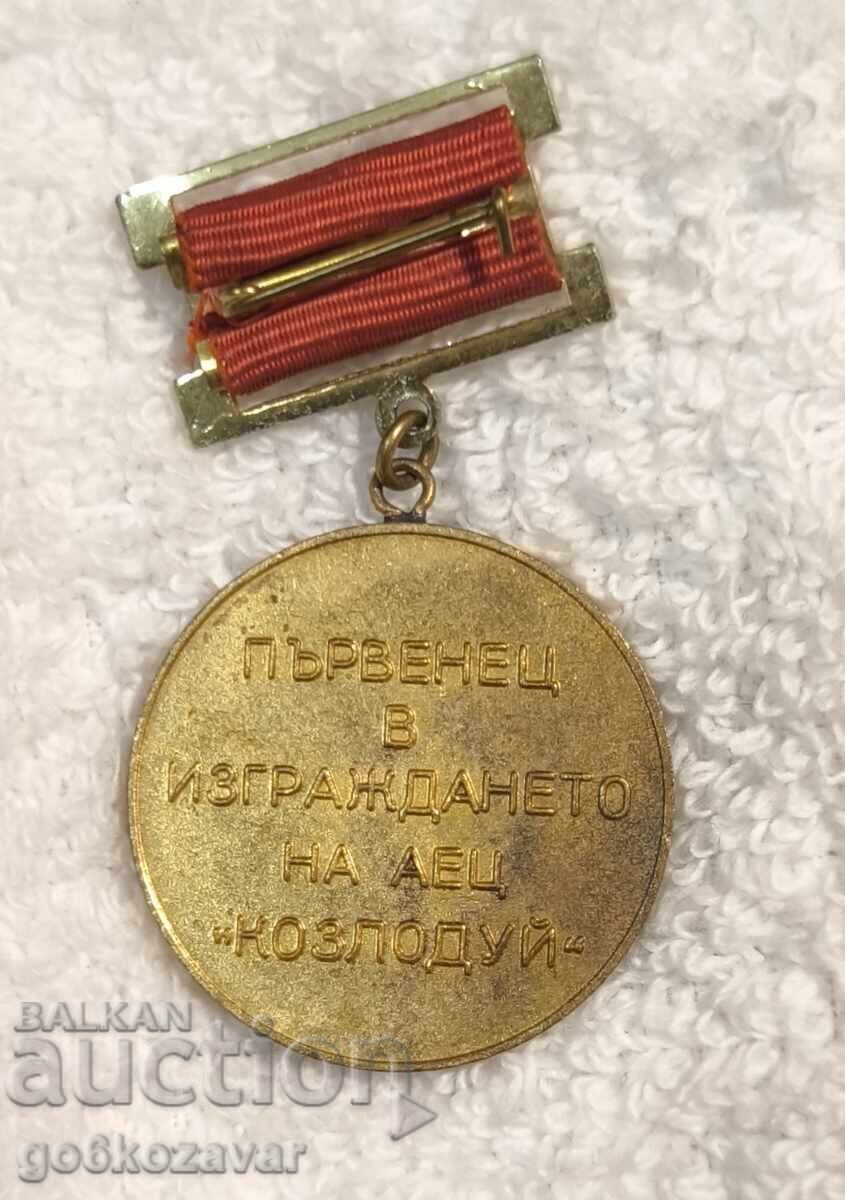 ПЪРВЕНЕЦ
В
ИЗГРАЖДАНЕТО
НА АЕЦ
„КОЗЛОДУЙ“
BALKAN
auction
go6kozavar